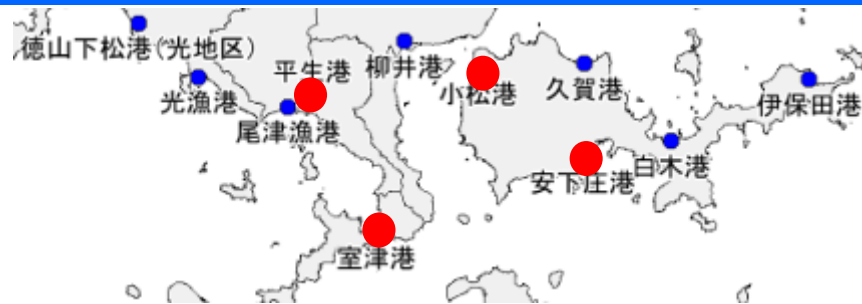 徳山下松港(光地区)
平生港
柳井港
小松港
久賀港
伊保田港
光漁港
尾津漁港
安下庄港
白木港
室津港